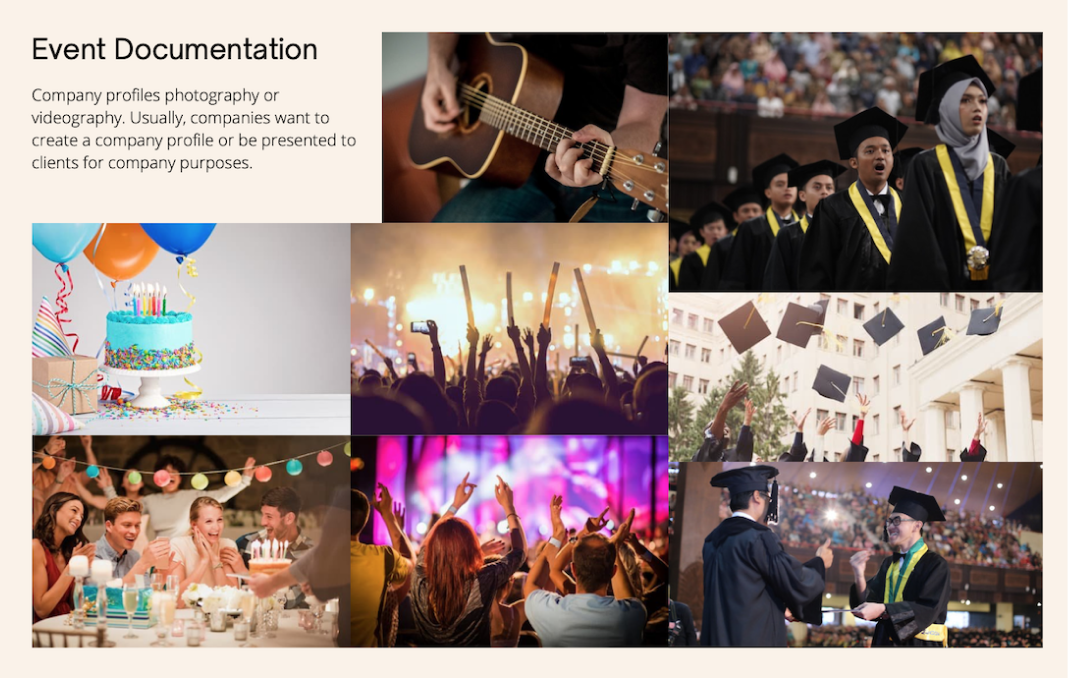 Event Documentation
Company profiles photography or
videography. Usually, companies want to
create a company profile or be presented to
clients for company purposes.